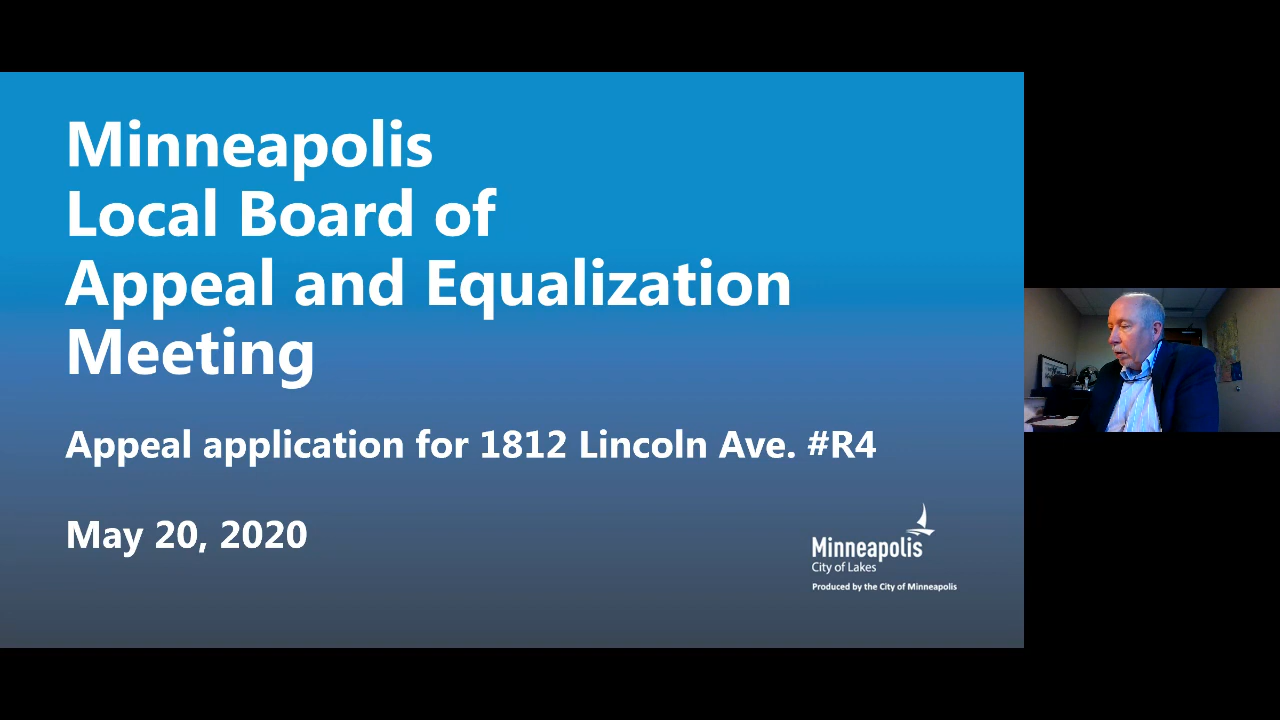 Minneapolis
Local Board of
Appeal and Equalization
Meeting
Appeal application for 1812 Lincoln Ave. #R4
May 20, 2020
Minneapolis
City of Lakes
Produced by the City of Minneapolis